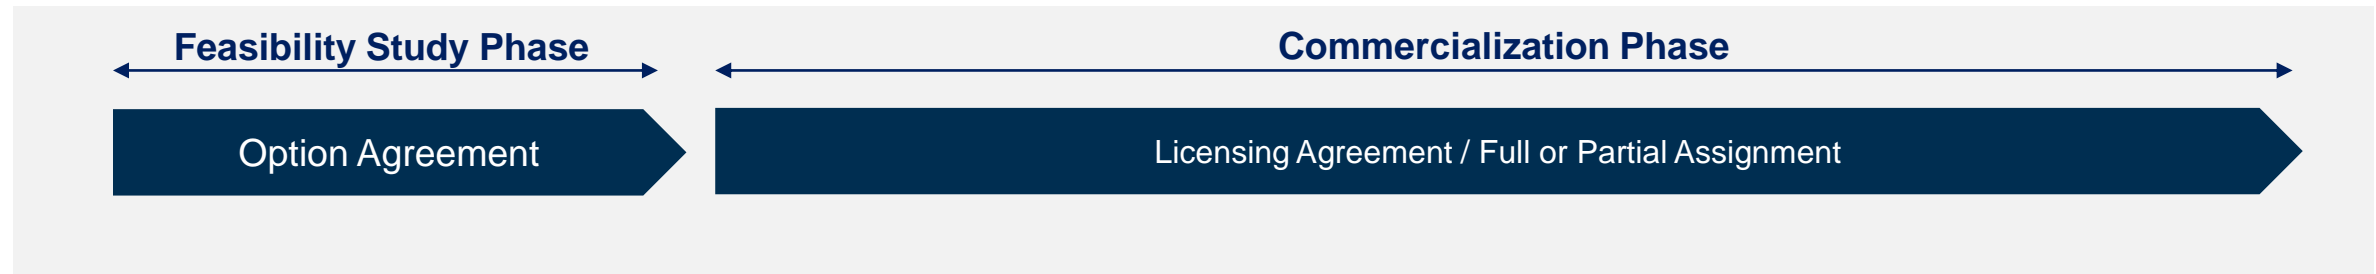 Feasibility Study Phase
Commercialization Phase
Option Agreement
Licensing Agreement / Full or Partial Assignment